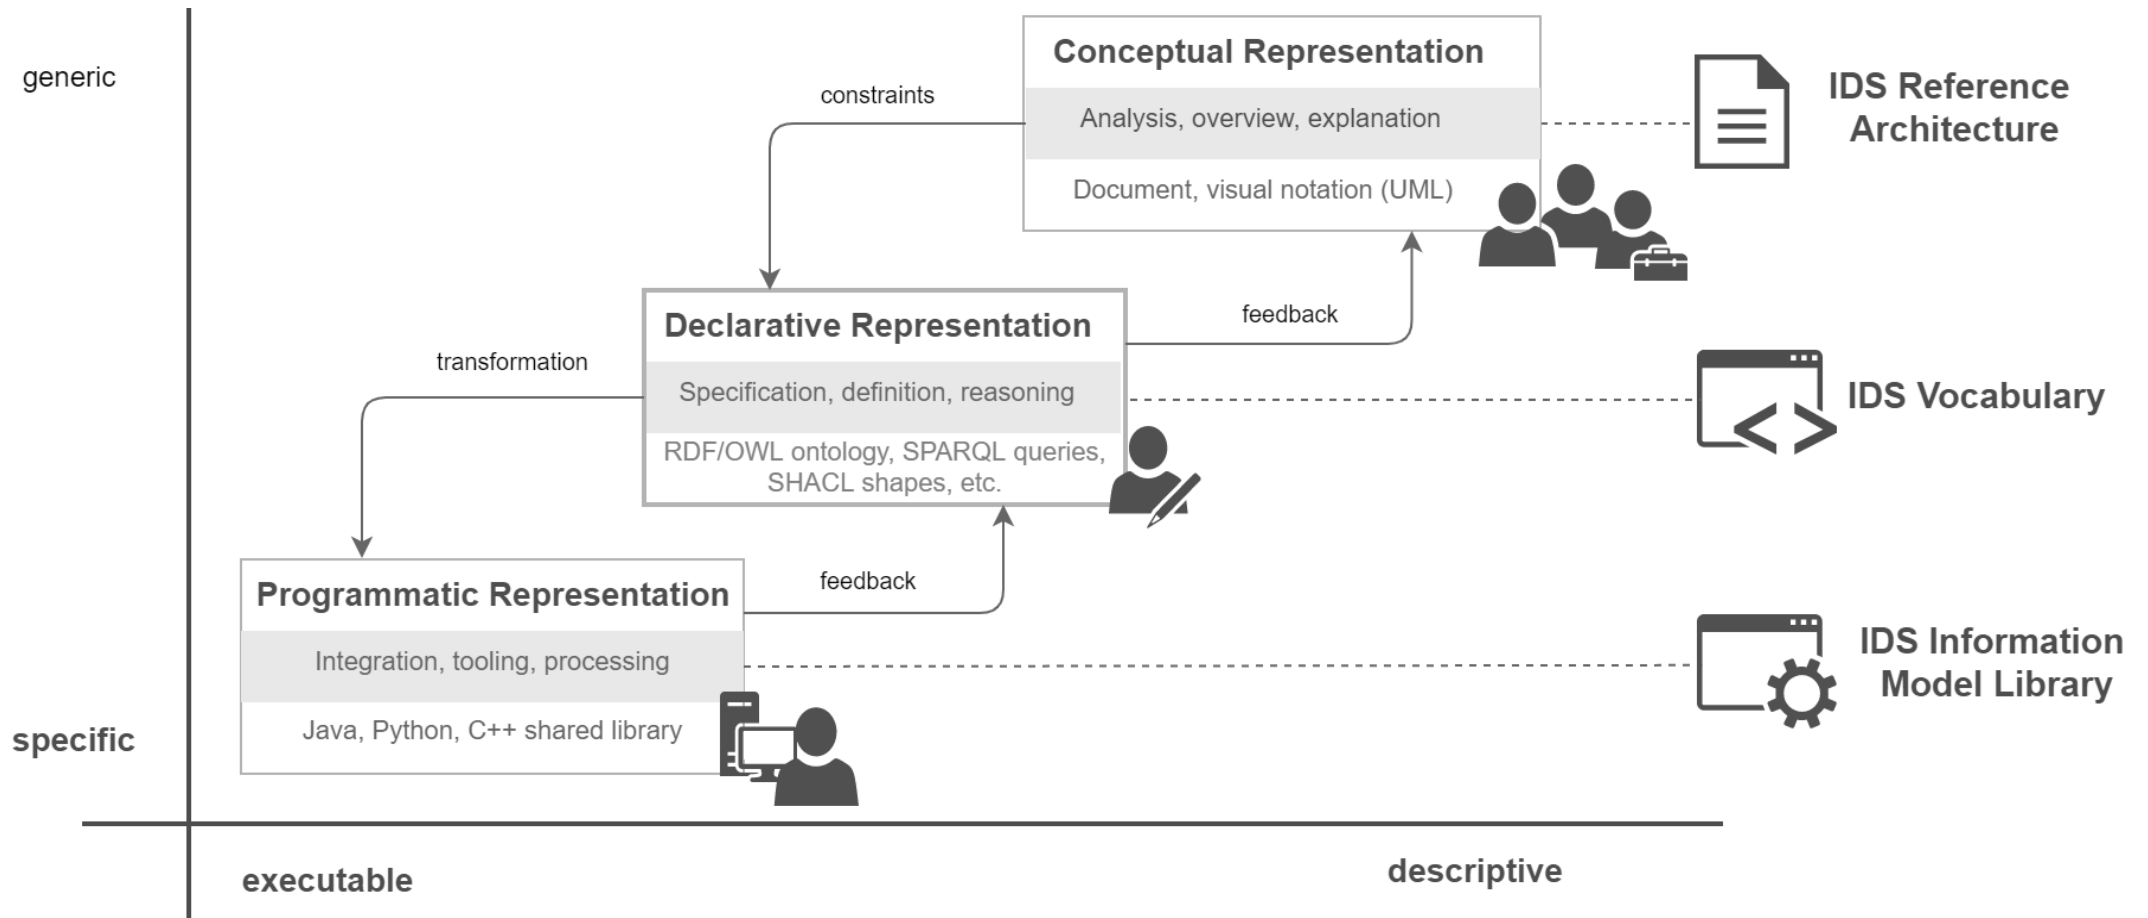 generic
Conceptual Representation
constraints
Analysis, overview, explanation
Document, visual notation (UML)
IDS Reference
Architecture
Declarative Representation
feedback
transformation
Specification, definition, reasoning
RDF/OWL ontology, SPARQL queries,
SHACL shapes, etc.
IDS Vocabulary
Programmatic Representation
feedback
Integration, tooling, processing
Java, Python, C++ shared library
IDS Information
Model Library
specific
executable
descriptive